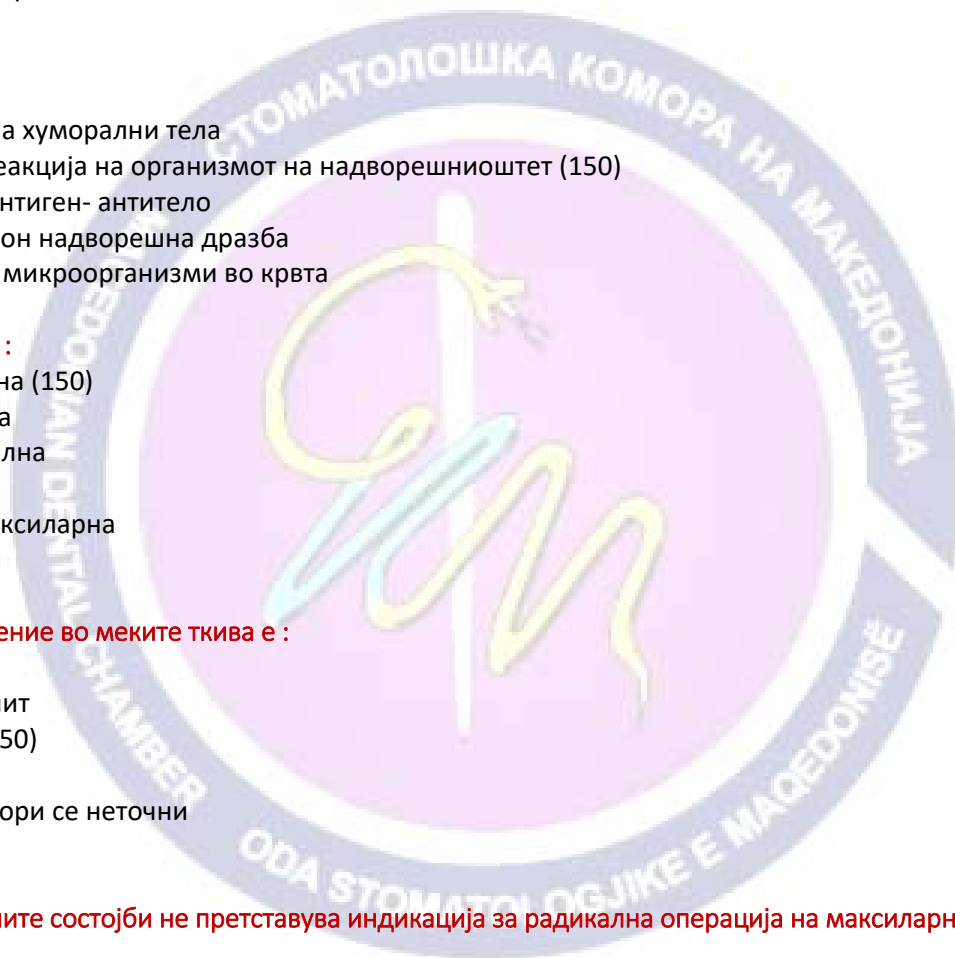 а хуморални тела
еакција на организмот на надворешниоштет (150)
нтиген- антитело
он надворешна дразба
микроорганизми во крвта
:
на (150)
а
лна
ксиларна
ение во меките ткива е :
ит
50)
ори се неточни
ите состојби не претставува индикација за радикална операција на максиларн
СТОМАТОЛОШКА КОМОРА НА МАКЕДОНИЈА
MACEDONIAN DENTAL CHAMBER
ODA STOMATOLOGJIKE E MAQEDONISË